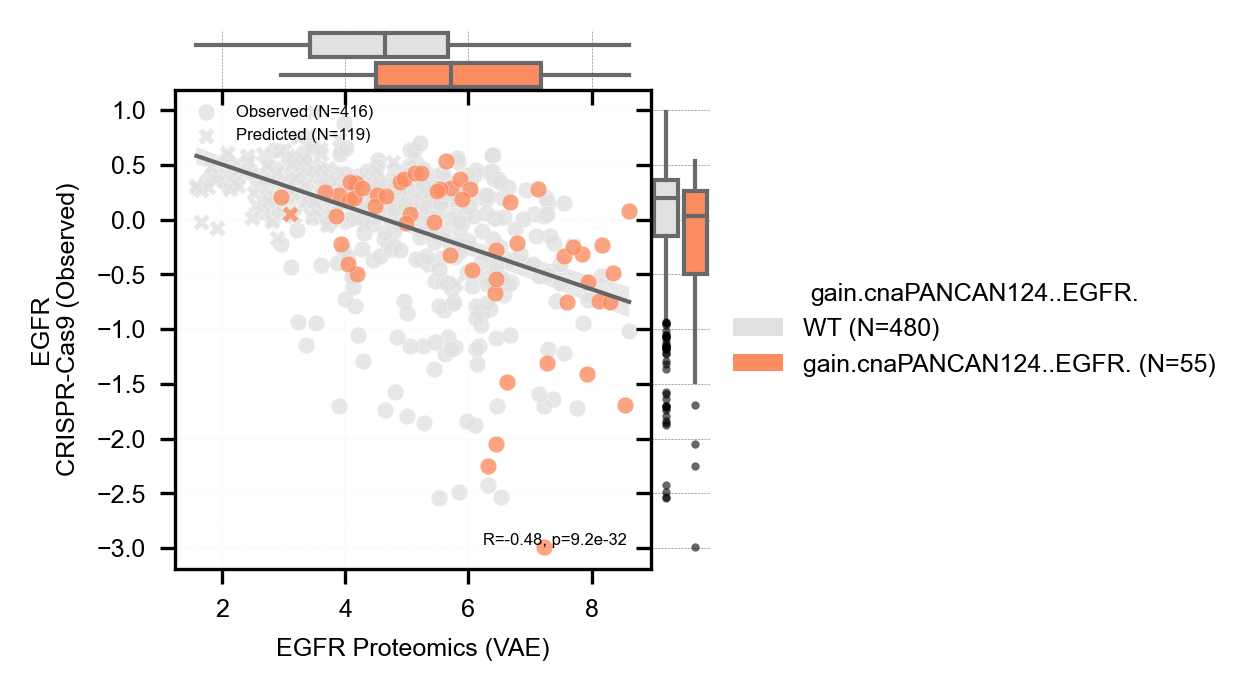 Observed (N=416)
Predicted (N=119)
1.0
0.5
0.0
−0.5
−1.0
−1.5
−2.0
−2.5
−3.0
EGFR
CRISPR-Cas9 (Observed)
R=-0.48, p=9.2e-32
2 4 6 8
EGFR Proteomics (VAE)
gain.cnaPANCAN124..EGFR.
WT (N=480)
gain.cnaPANCAN124..EGFR. (N=55)